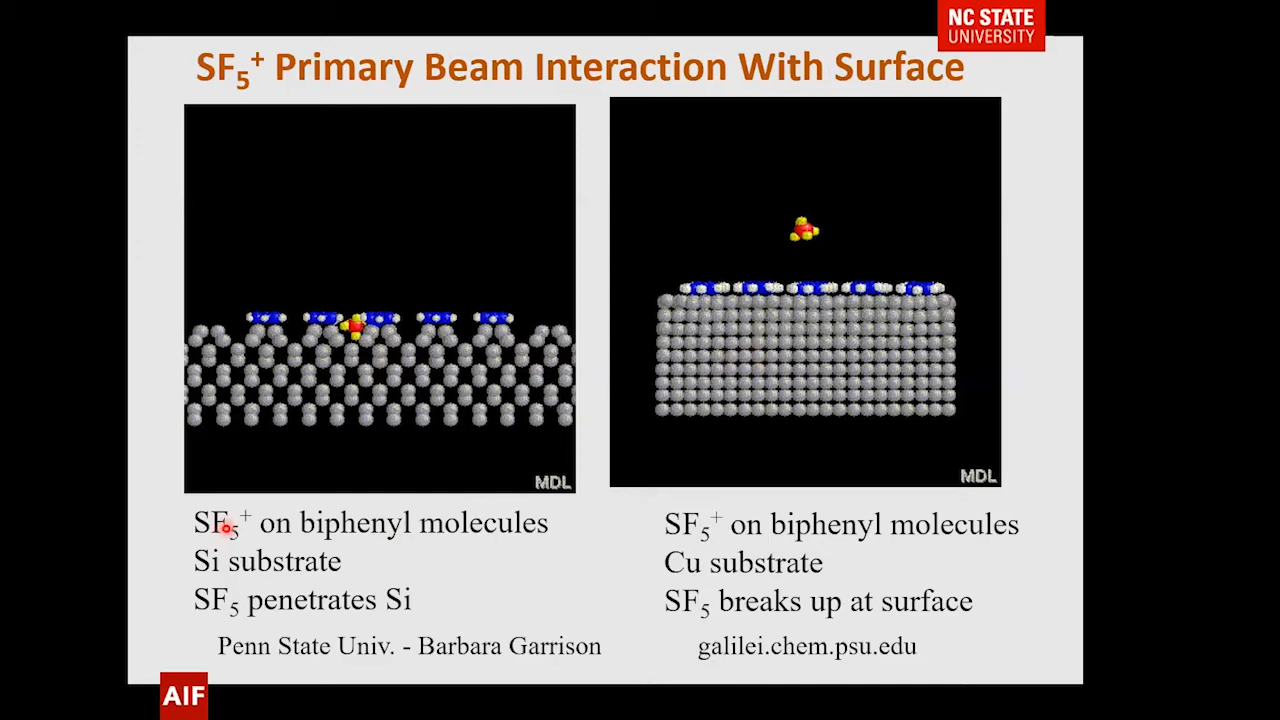 NC STATE
UNIVERSITY
SF₅⁺ Primary Beam Interaction With Surface
MDL
MDL
SF₅⁺ on biphenyl molecules
Si substrate
SF₅ penetrates Si
SF₅⁺ on biphenyl molecules
Cu substrate
SF₅ breaks up at surface
Penn State Univ. - Barbara Garrison
galilei.chem.psu.edu
AIF